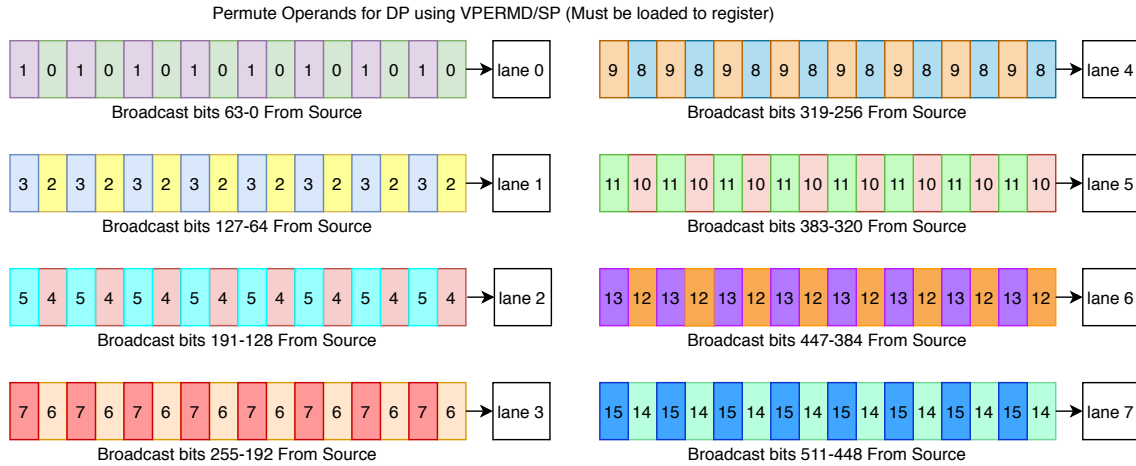 Permute Operands for DP using VPERMD/SP (Must be loaded to register)
1 0 1 0 1 0 1 0 1 0 1 0 1 0 1 0 lane 0
Broadcast bits 63-0 From Source
3 2 3 2 3 2 3 2 3 2 3 2 3 2 3 2 lane 1
Broadcast bits 127-64 From Source
5 4 5 4 5 4 5 4 5 4 5 4 5 4 5 4 lane 2
Broadcast bits 191-128 From Source
7 6 7 6 7 6 7 6 7 6 7 6 7 6 7 6 lane 3
Broadcast bits 255-192 From Source
9 8 9 8 9 8 9 8 9 8 9 8 9 8 9 8 lane 4
Broadcast bits 319-256 From Source
11 10 11 10 11 10 11 10 11 10 11 10 11 10 11 10 lane 5
Broadcast bits 383-320 From Source
13 12 13 12 13 12 13 12 13 12 13 12 13 12 13 12 lane 6
Broadcast bits 447-384 From Source
15 14 15 14 15 14 15 14 15 14 15 14 15 14 15 14 lane 7
Broadcast bits 511-448 From Source